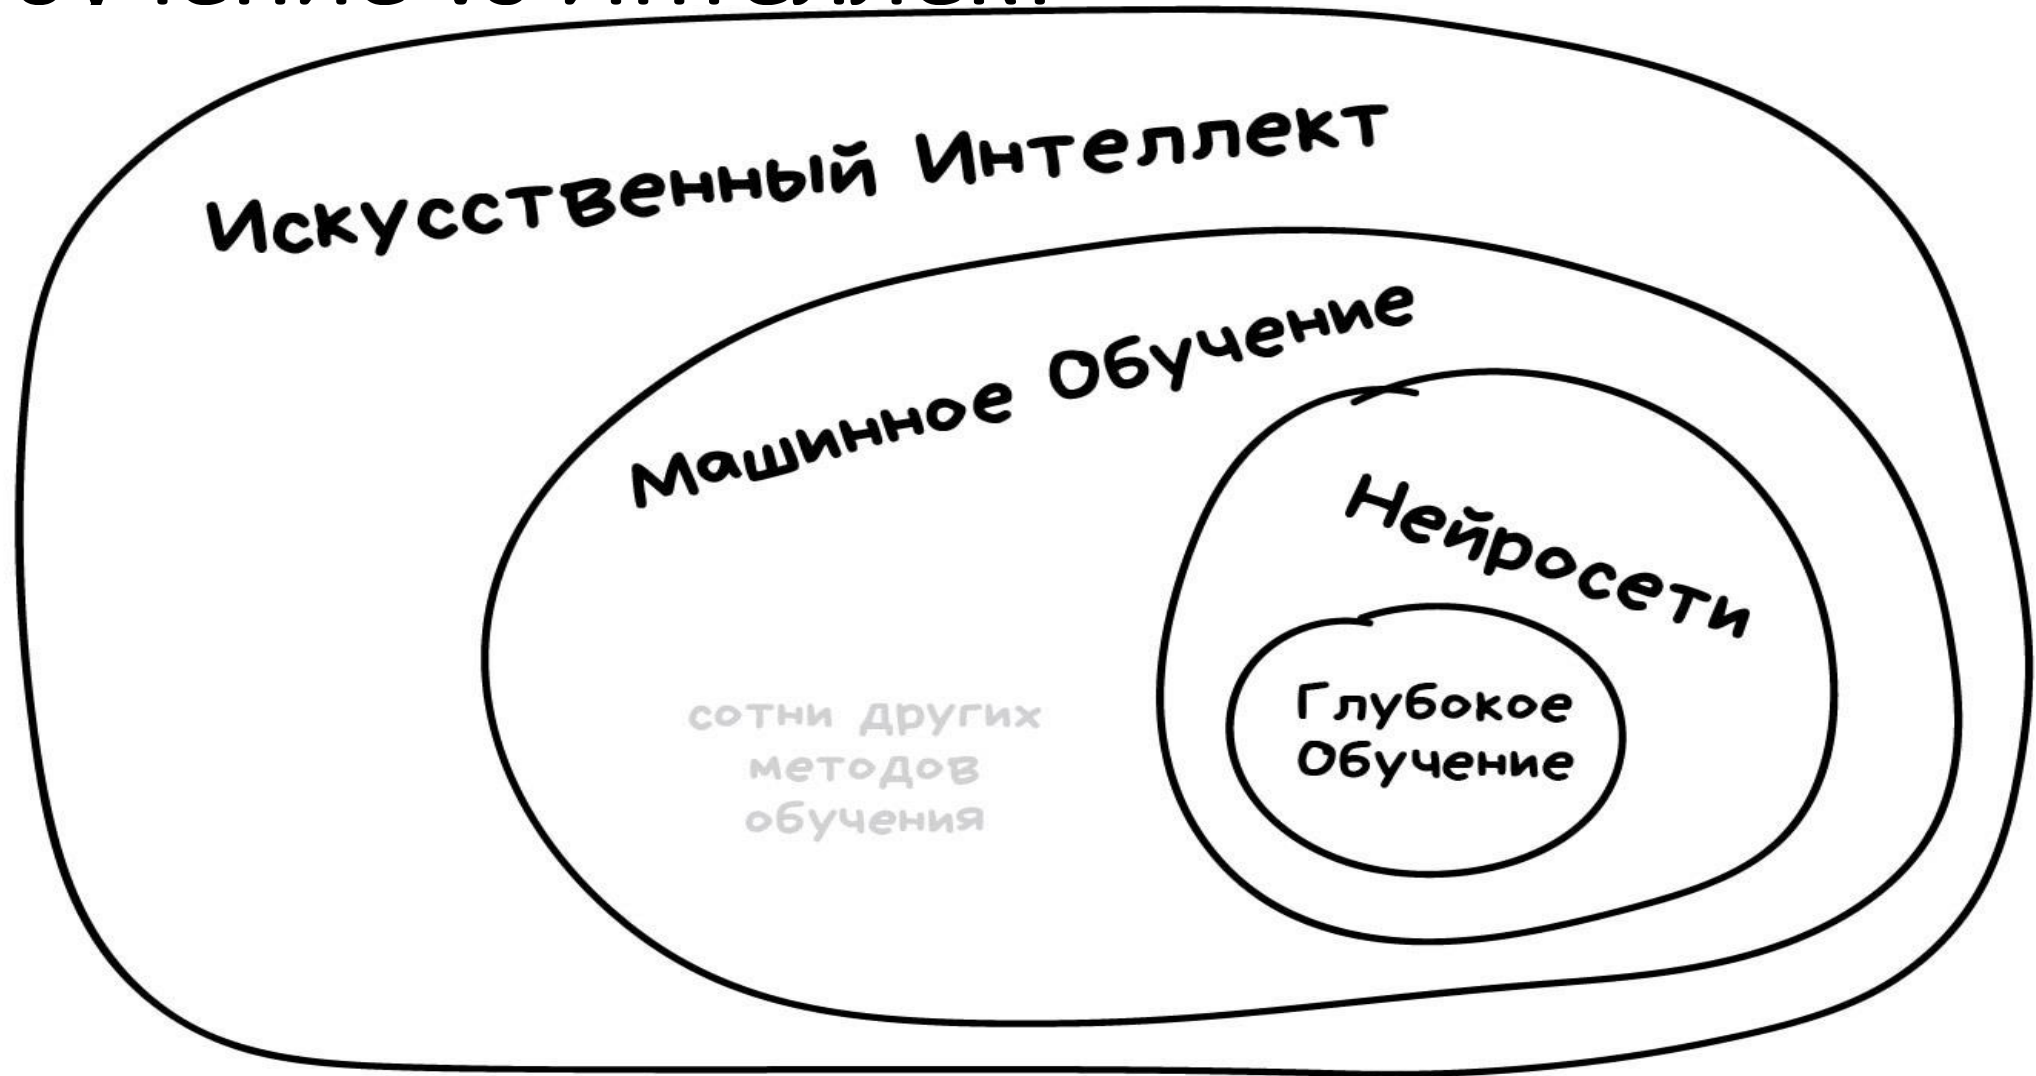 Искусственный Интеллект
Машинное Обучение
Нейросети
Глубокое
Обучение
сотни других
методов
обучения